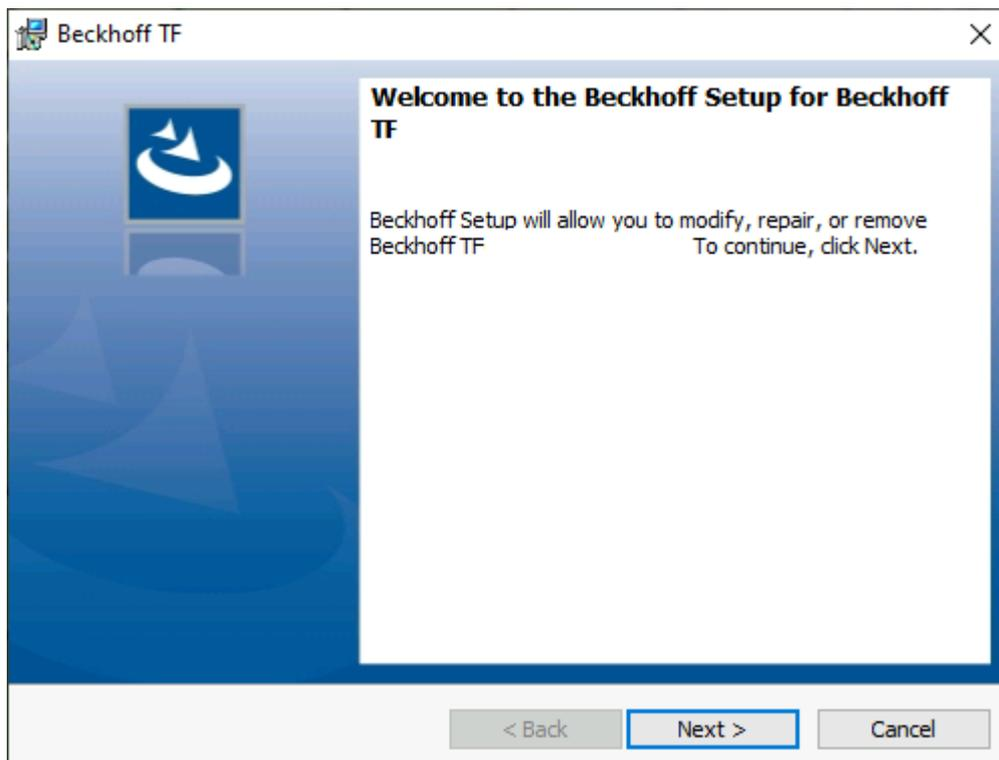 Beckhoff TF
Welcome to the Beckhoff Setup for Beckhoff
TF
Beckhoff Setup will allow you to modify, repair, or remove
Beckhoff TF To continue, click Next.
< Back Next > Cancel